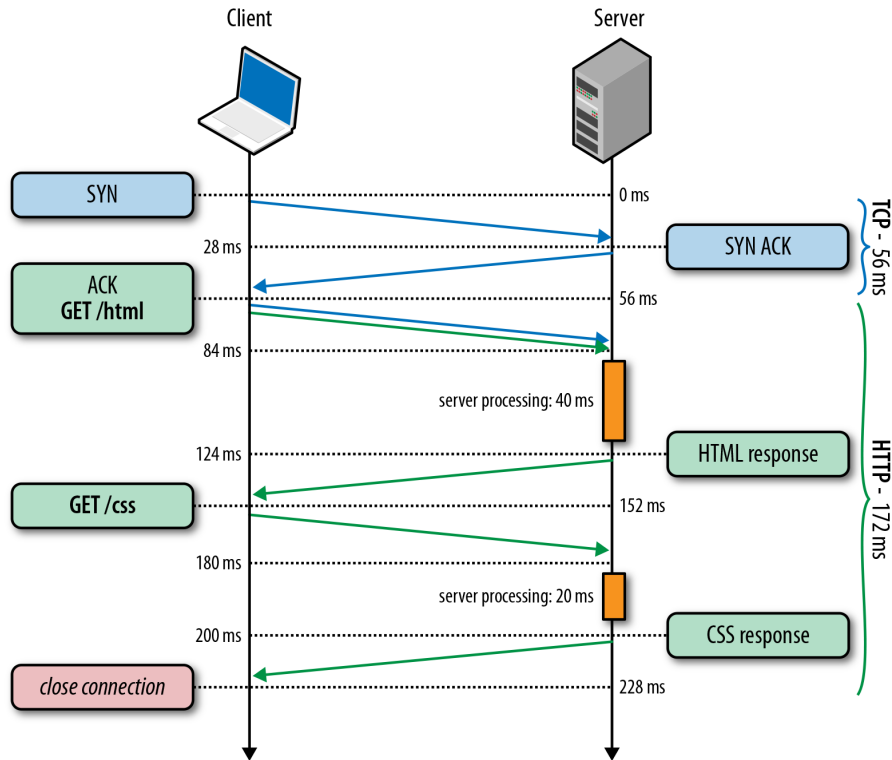 Client
Server
SYN
0 ms
28 ms
SYN ACK
TCP - 56 ms
ACK
GET /html
56 ms
84 ms
server processing: 40 ms
124 ms
HTML response
HTTP - 172 ms
GET /css
152 ms
180 ms
server processing: 20 ms
200 ms
CSS response
close connection
228 ms